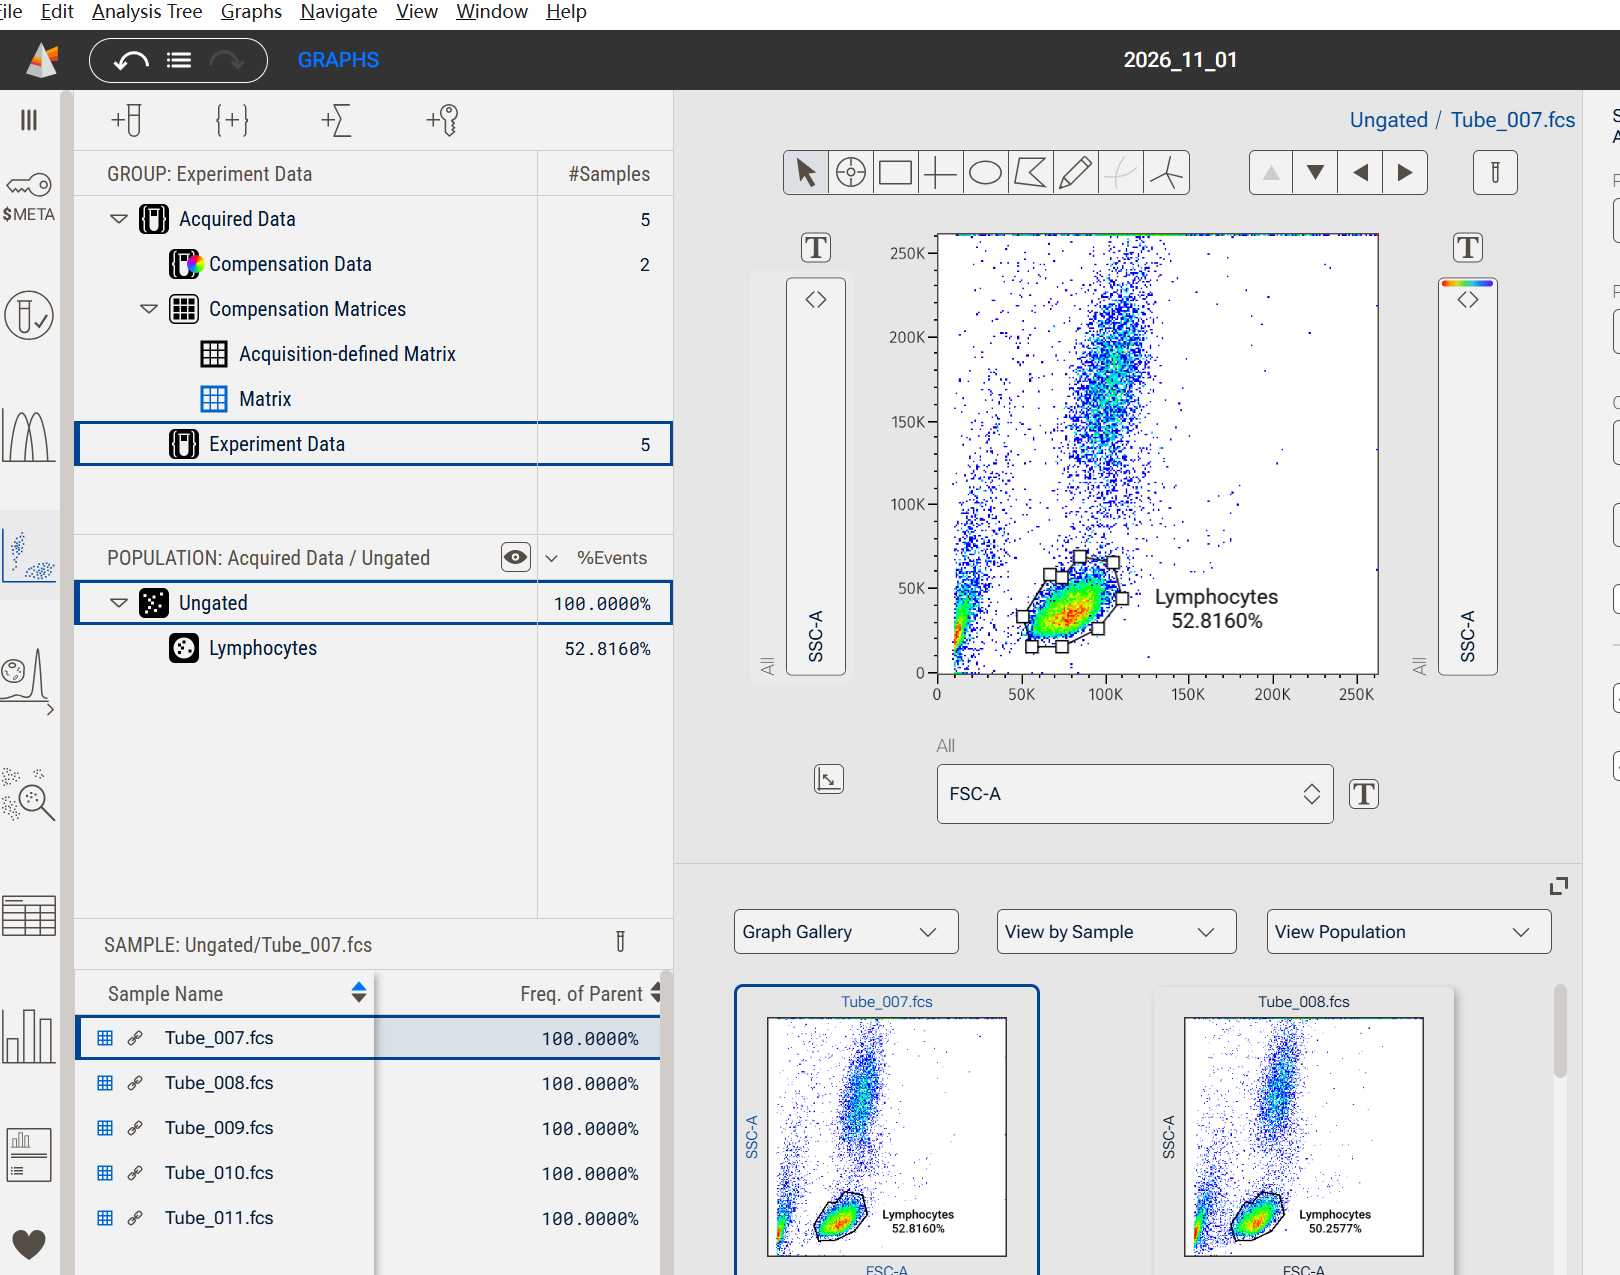 File Edit Analysis Tree Graphs Navigate View Window Help
GRAPHS
2026_11_01
$META
GROUP: Experiment Data #Samples
Acquired Data 5
Compensation Data 2
Compensation Matrices
Acquisition-defined Matrix
Matrix
Experiment Data 5
POPULATION: Acquired Data / Ungated %Events
Ungated 100.0000%
Lymphocytes 52.8160%
SAMPLE: Ungated/Tube_007.fcs
Sample Name Freq. of Parent
Tube_007.fcs 100.0000%
Tube_008.fcs 100.0000%
Tube_009.fcs 100.0000%
Tube_010.fcs 100.0000%
Tube_011.fcs 100.0000%
Ungated / Tube_007.fcs
T
T
250K
200K
150K
100K
50K
0
0 50K 100K 150K 200K 250K
Lymphocytes
52.8160%
SSC-A
All
SSC-A
All
All
FSC-A
T
Graph Gallery
View by Sample
View Population
Tube_007.fcs
SSC-A
Lymphocytes
52.8160%
FSC-A
Tube_008.fcs
SSC-A
Lymphocytes
50.2577%
FSC-A